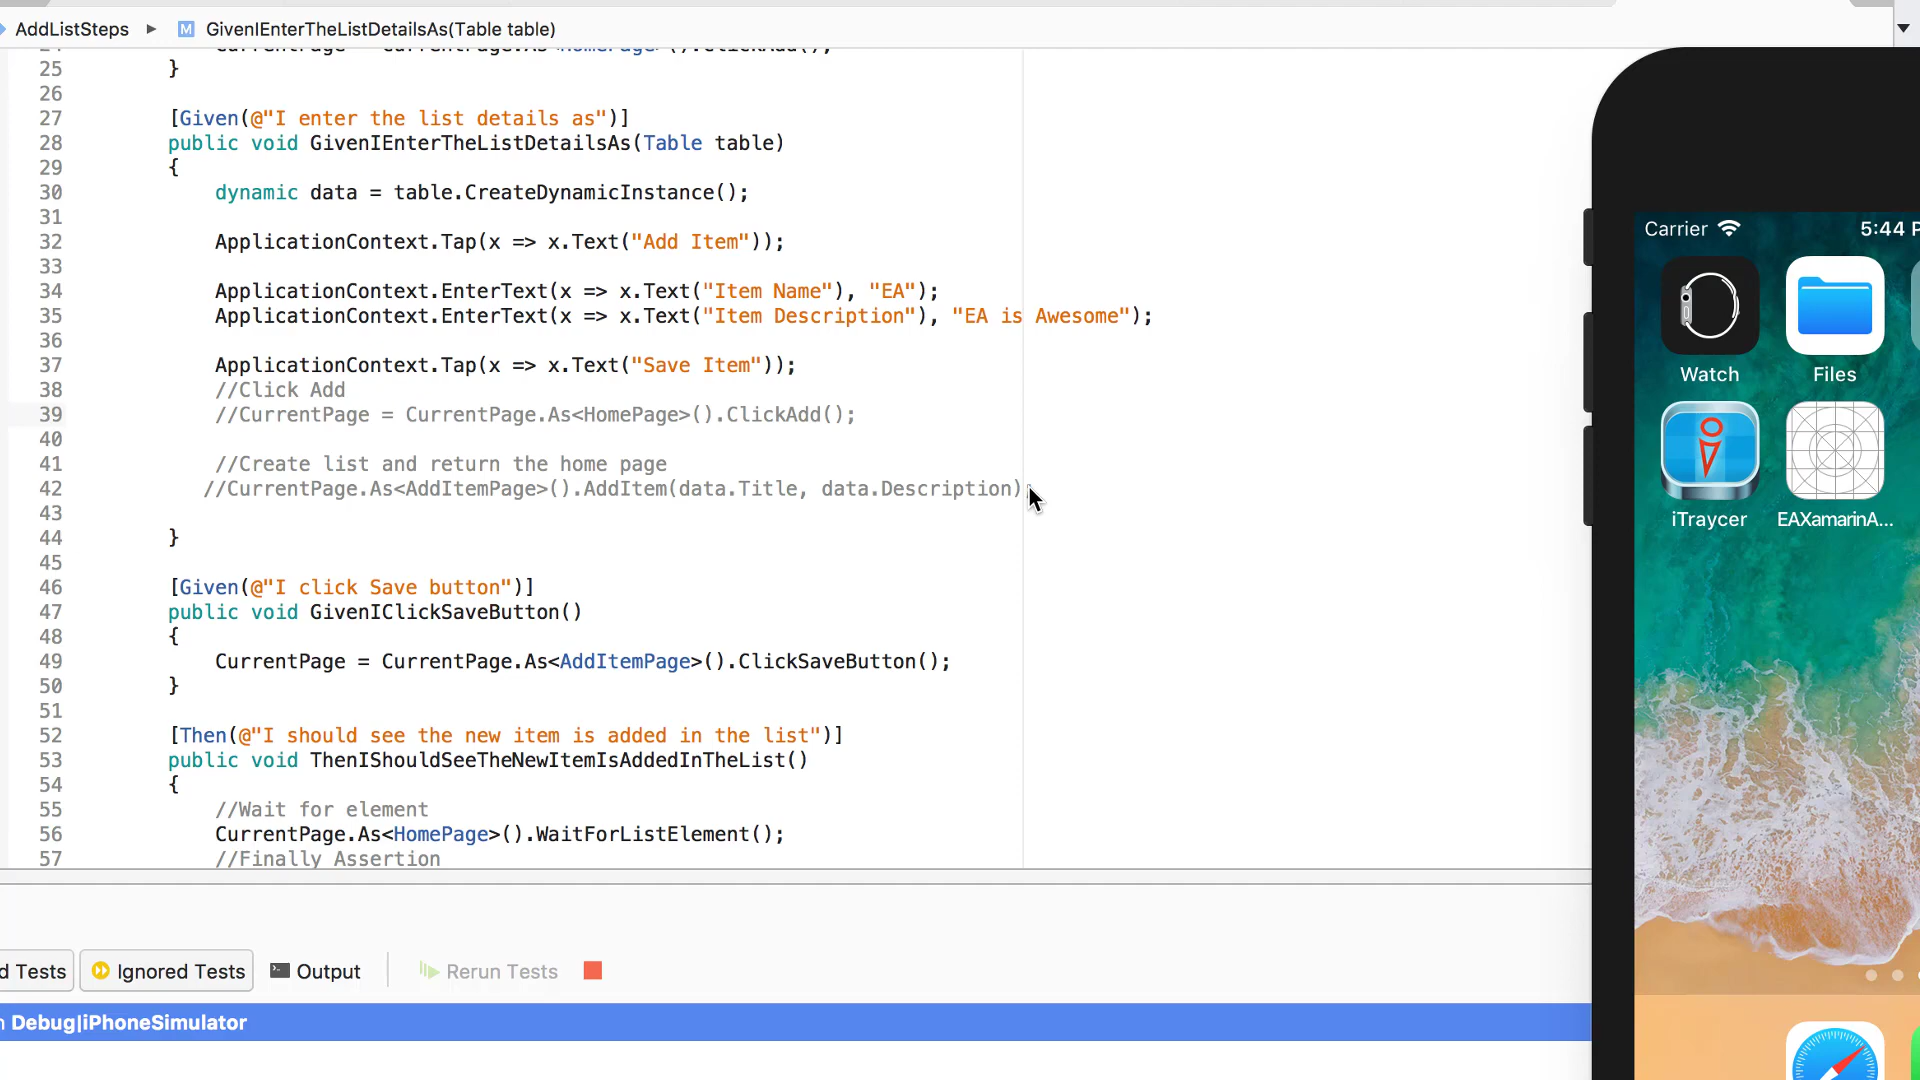 AddListSteps ▶ M GivenIEnterTheListDetailsAs(Table table)
25 }
26
27 [Given(@"I enter the list details as")]
28 public void GivenIEnterTheListDetailsAs(Table table)
29 {
30 dynamic data = table.CreateDynamicInstance();
31
32 ApplicationContext.Tap(x => x.Text("Add Item"));
33
34 ApplicationContext.EnterText(x => x.Text("Item Name"), "EA");
35 ApplicationContext.EnterText(x => x.Text("Item Description"), "EA is Awesome");
36
37 ApplicationContext.Tap(x => x.Text("Save Item"));
38 //Click Add
39 //CurrentPage = CurrentPage.As<HomePage>().ClickAdd();
40
41 //Create list and return the home page
42 //CurrentPage.As<AddItemPage>().AddItem(data.Title, data.Description);
43
44 }
45
46 [Given(@"I click Save button")]
47 public void GivenIClickSaveButton()
48 {
49 CurrentPage = CurrentPage.As<AddItemPage>().ClickSaveButton();
50 }
51
52 [Then(@"I should see the new item is added in the list")]
53 public void ThenIShouldSeeTheNewItemIsAddedInTheList()
54 {
55 //Wait for element
56 CurrentPage.As<HomePage>().WaitForListElement();
57 //Finally Assertion
d Tests Ignored Tests Output Rerun Tests
Debug|iPhoneSimulator
Carrier 5:44 P
Watch Files
iTraycer EAXamarinA...